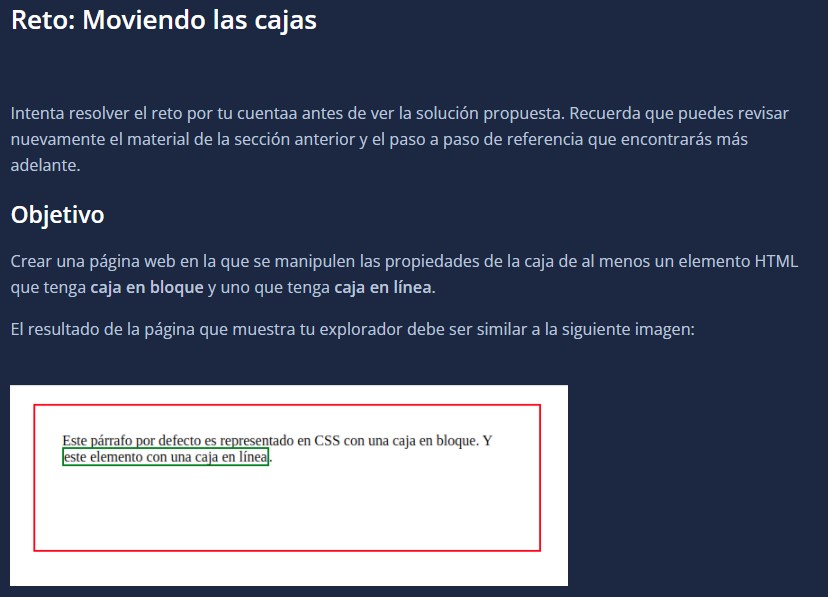 Reto: Moviendo las cajas
Intenta resolver el reto por tu cuentaa antes de ver la solución propuesta. Recuerda que puedes revisar
nuevamente el material de la sección anterior y el paso a paso de referencia que encontrarás más
adelante.
Objetivo
Crear una página web en la que se manipulen las propiedades de la caja de al menos un elemento HTML
que tenga caja en bloque y uno que tenga caja en línea.
El resultado de la página que muestra tu explorador debe ser similar a la siguiente imagen:
Este párrafo por defecto es representado en CSS con una caja en bloque. Y
este elemento con una caja en línea.